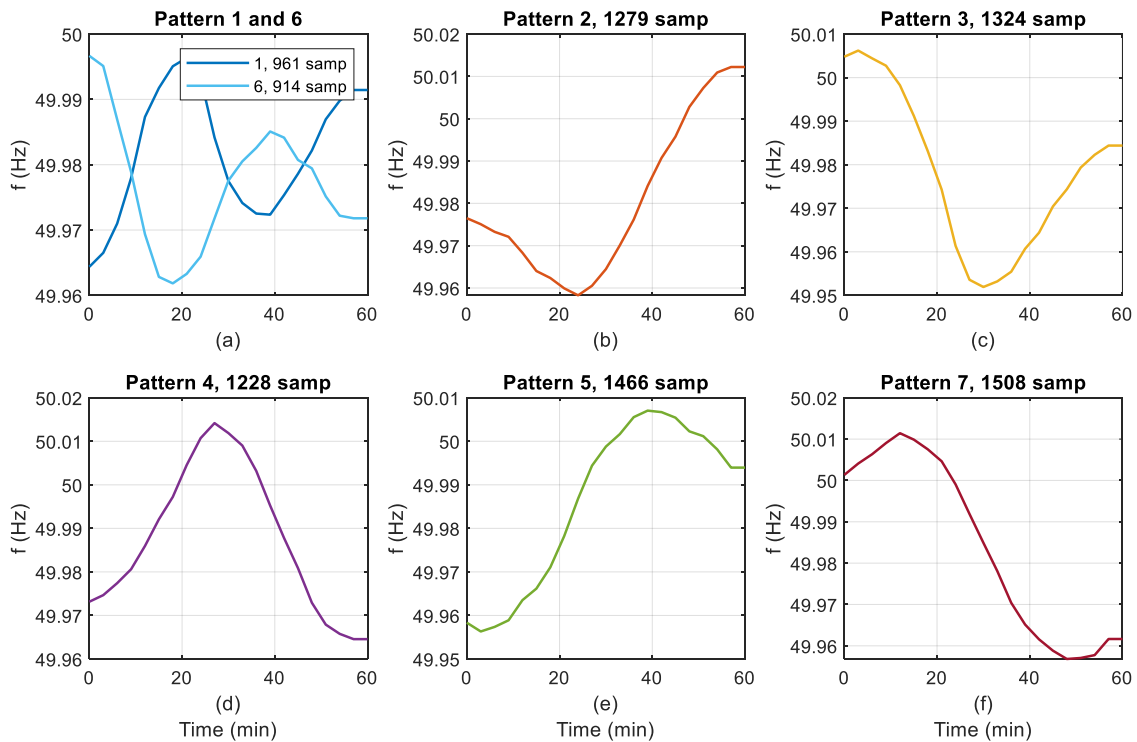 Pattern 1 and 6
50
49.99
49.98
49.97
49.96
f (Hz)
1, 961 samp
6, 914 samp
0
20
40
60
(a)
Pattern 2, 1279 samp
50.02
50.01
50
49.99
49.98
49.97
49.96
f (Hz)
0
20
40
60
(b)
Pattern 3, 1324 samp
50.01
50
49.99
49.98
49.97
49.96
49.95
f (Hz)
0
20
40
60
(c)
Pattern 4, 1228 samp
50.02
50.01
50
49.99
49.98
49.97
49.96
f (Hz)
0
20
40
60
(d)
Time (min)
Pattern 5, 1466 samp
50.01
50
49.99
49.98
49.97
49.96
49.95
f (Hz)
0
20
40
60
(e)
Time (min)
Pattern 7, 1508 samp
50.02
50.01
50
49.99
49.98
49.97
49.96
f (Hz)
0
20
40
60
(f)
Time (min)